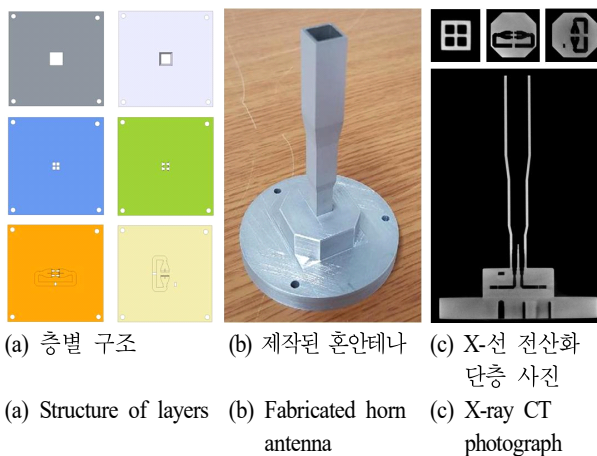 (a) 층별 구조
(b) 제작된 혼안테나
(c) X-선 전산화
단층 사진
(a) Structure of layers
(b) Fabricated horn
antenna
(c) X-ray CT
photograph